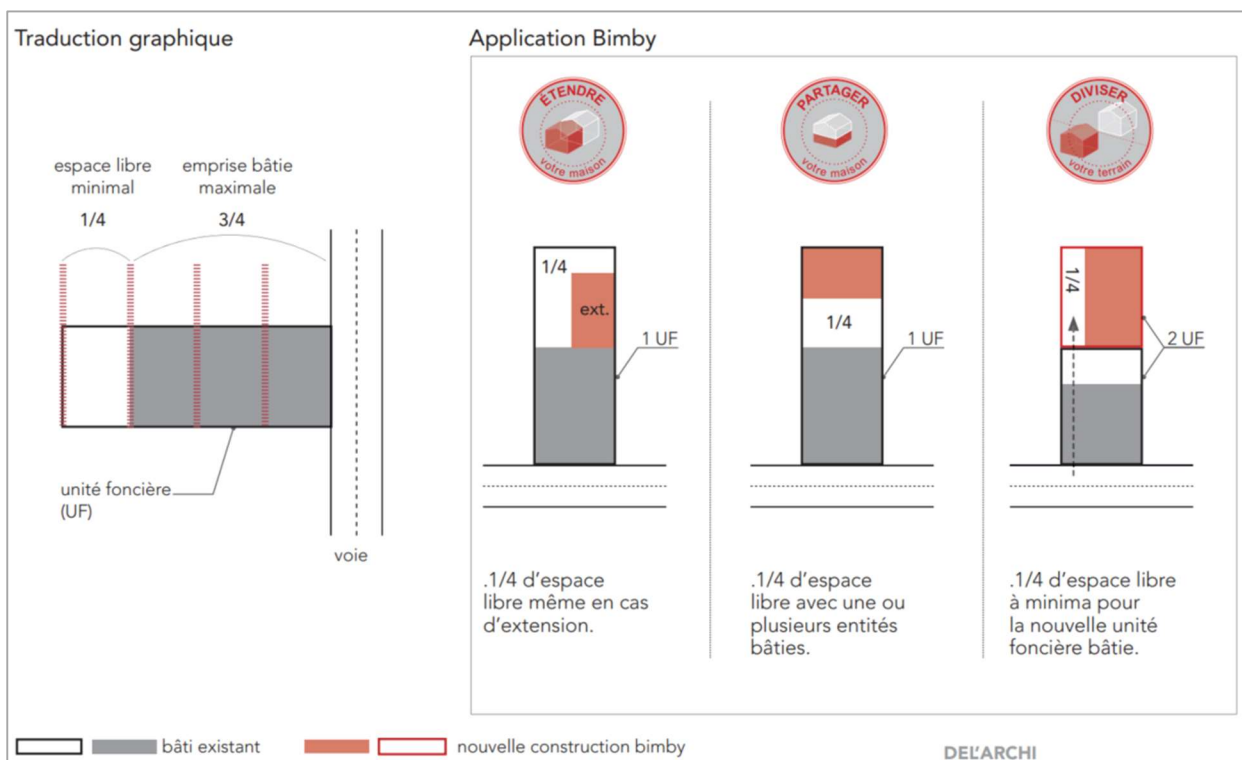 Traduction graphique
espace libre
minimal
1/4
emprise bâtie
maximale
3/4
unité foncière
(UF)
voie
Application Bimby
ÉTENDRE
votre maison
1/4
ext.
1 UF
.1/4 d'espace
libre même en cas
d'extension.
PARTAGER
votre maison
1/4
1 UF
.1/4 d'espace
libre avec une ou
plusieurs entités
bâties.
DIVISER
votre terrain
1/4
2 UF
.1/4 d'espace libre
à minima pour
la nouvelle unité
foncière bâtie.
bâti existant
nouvelle construction bimby
DEL'ARCHI